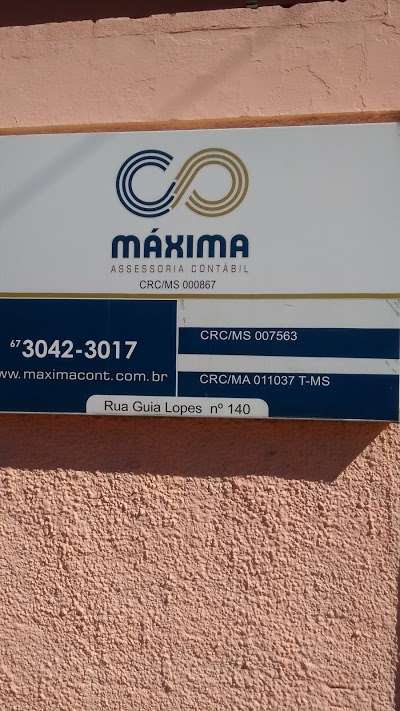 MÁXIMA
ASSESSORIA CONTÁBIL
CRC/MS 000867
67 3042-3017
www.maximacont.com.br
CRC/MS 007563
CRC/MA 011037 T-MS
Rua Guia Lopes nº 140